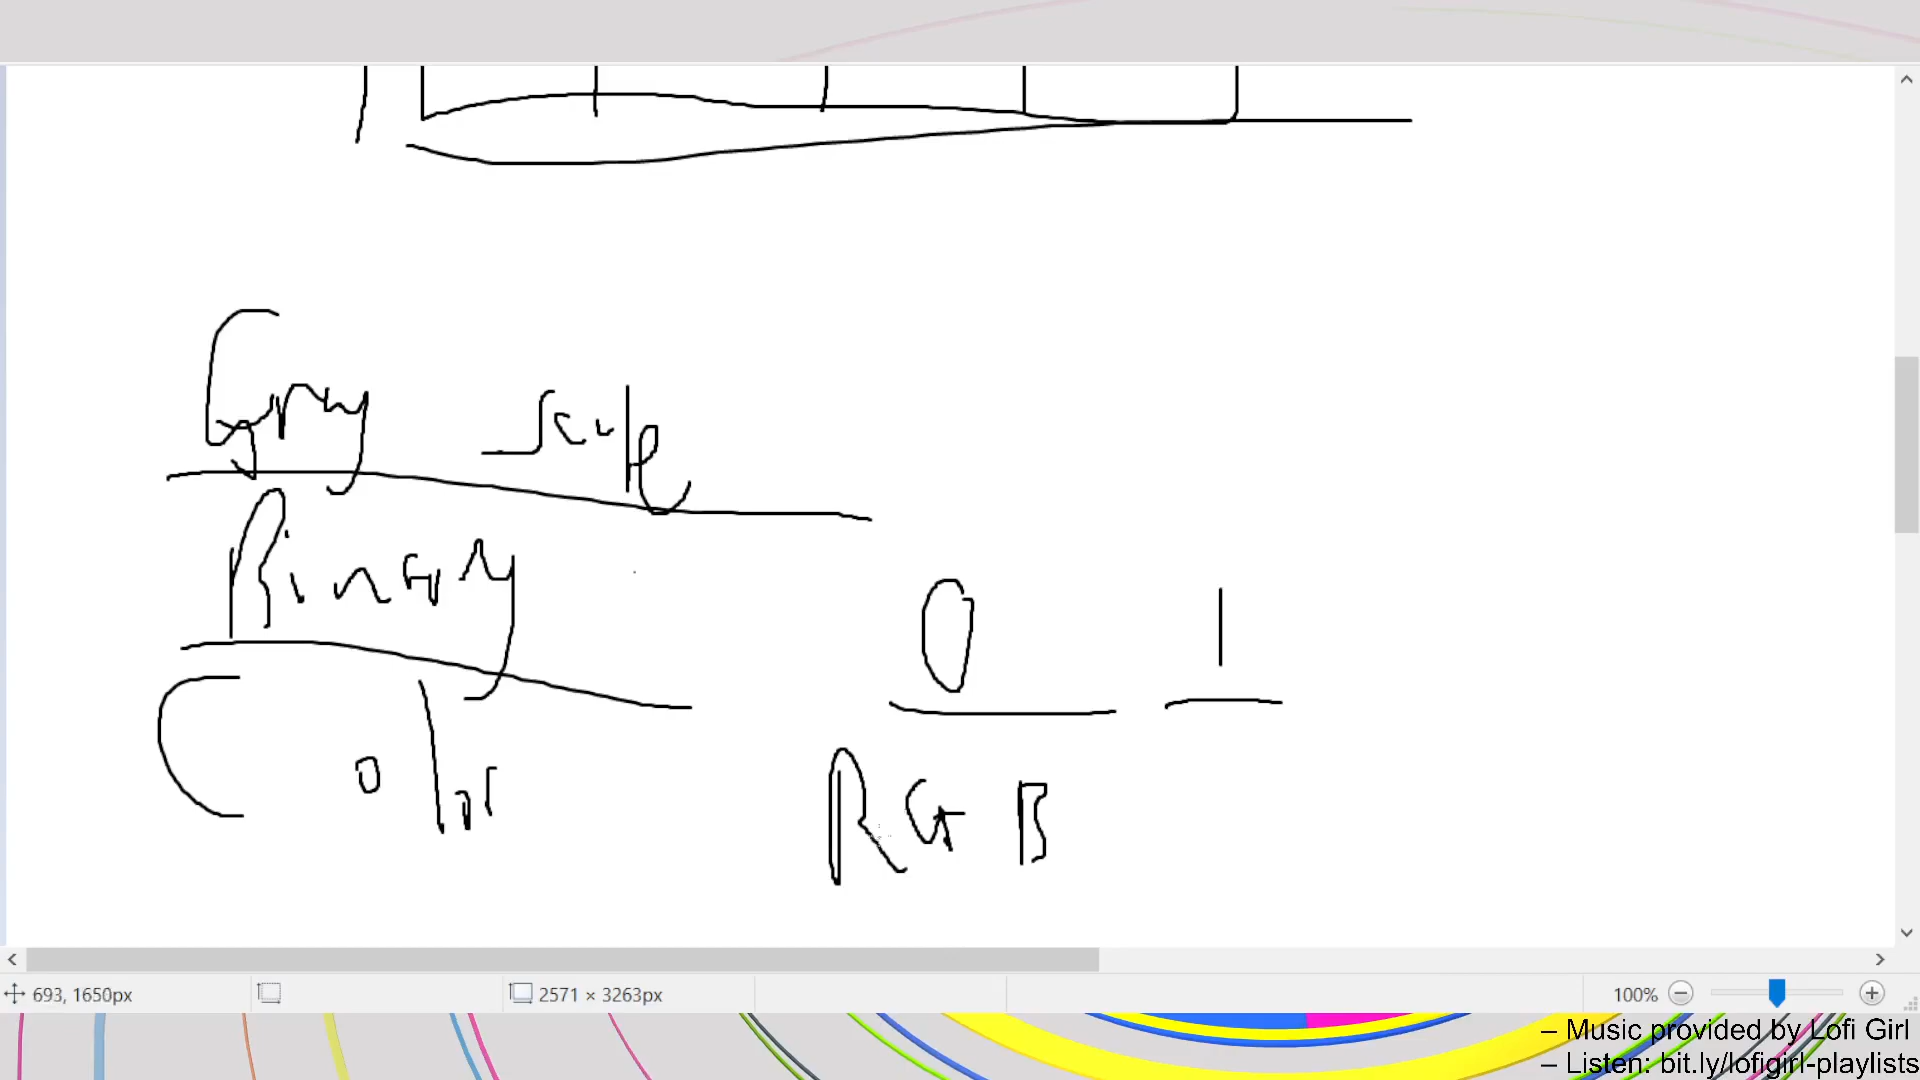 Gray scale
Binary
0 1
Color
RGB
693, 1650px
2571 × 3263px
100%
– Music provided by Lofi Girl
– Listen: bit.ly/lofigirl-playlists